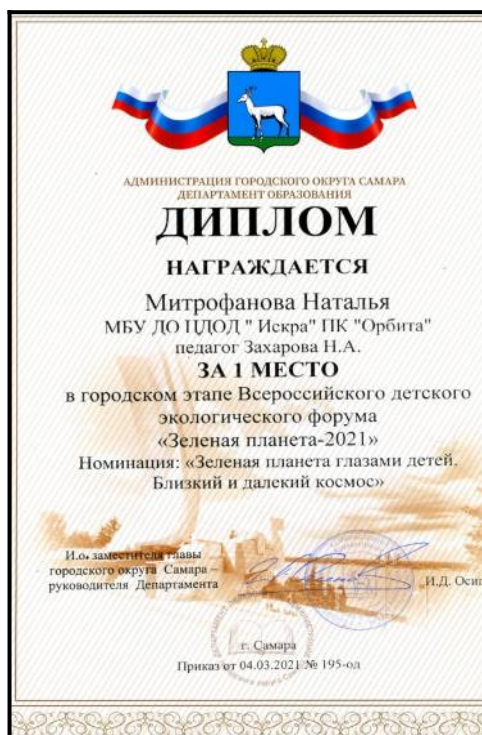 АДМИНИСТРАЦИЯ ГОРОДСКОГО ОКРУГА САМАРА
ДЕПАРТАМЕНТ ОБРАЗОВАНИЯ
ДИПЛОМ
НАГРАЖДАЕТСЯ
Митрофанова Наталья
МБУ ДО ЦДОД " Искра" ПК "Орбита"
педагог Захарова Н.А.
ЗА 1 МЕСТО
в городском этапе Всероссийского детского
экологического форума
«Зеленая планета-2021»
Номинация: «Зеленая планета глазами детей.
Близкий и далекий космос»
И.о. заместителя главы
городского округа Самара –
руководителя Департамента
И.Д. Осип
г. Самара
Приказ от 04.03.2021 № 195-од